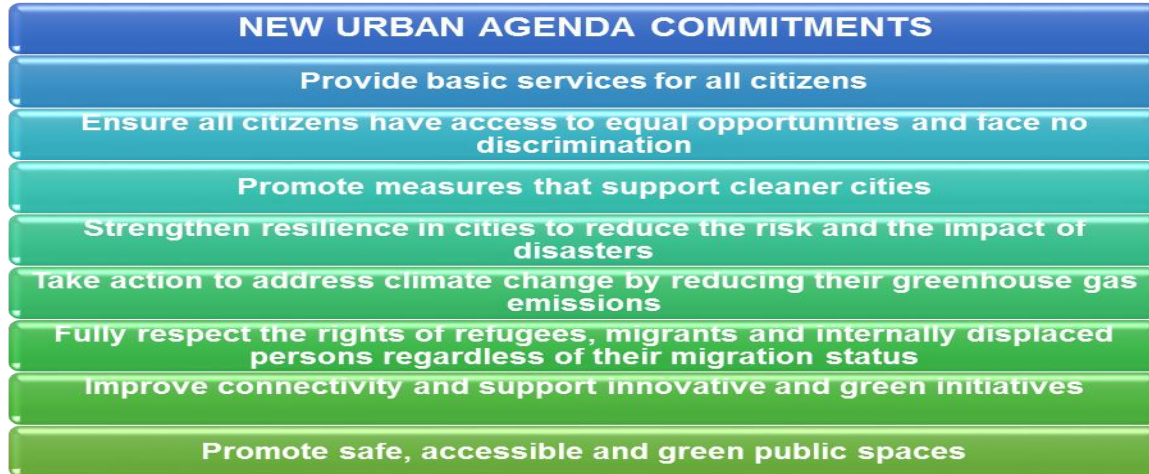 NEW URBAN AGENDA COMMITMENTS
Provide basic services for all citizens
Ensure all citizens have access to equal opportunities and face no
discrimination
Promote measures that support cleaner cities
Strengthen resilience in cities to reduce the risk and the impact of
disasters
Take action to address climate change by reducing their greenhouse gas
emissions
Fully respect the rights of refugees, migrants and internally displaced
persons regardless of their migration status
Improve connectivity and support innovative and green initiatives
Promote safe, accessible and green public spaces